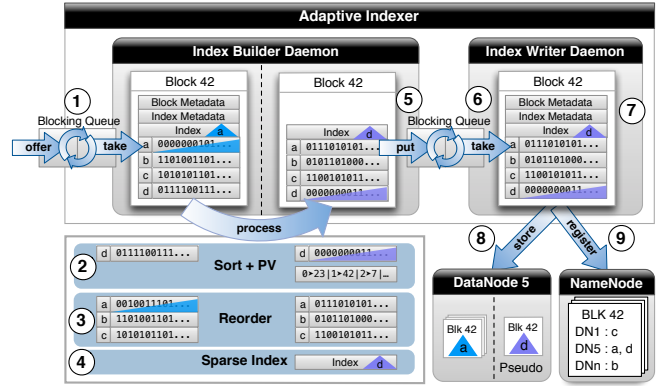 Adaptive Indexer
Index Builder Daemon
Index Writer Daemon
Block 42
Block Metadata
Index Metadata
Index a
a 0000000101...
b 1101001101...
c 1010101101...
d 0111100111...
Block 42
Index d
a 0111010101...
b 0101101000...
c 1100101011...
d 0000000011...
Block 42
Block Metadata
Index Metadata
Index d
a 0111010101...
b 0101101000...
c 1100101011...
d 0000000011...
1
Blocking Queue
offer
take
5
6
Blocking Queue
put
take
7
process
2
d 0111100111...
Sort + PV
d 0000000011...
0➤23|1➤42|2➤7|…
3
a 0010011101...
b 1101001101...
c 1010101101...
Reorder
a 0111010101...
b 0101101000...
c 1100101011...
4
Sparse Index
Index d
8
store
register
9
DataNode 5
Blk 42
a
Blk 42
d
Pseudo
NameNode
BLK 42
DN1 : c
DN5 : a, d
DNn : b